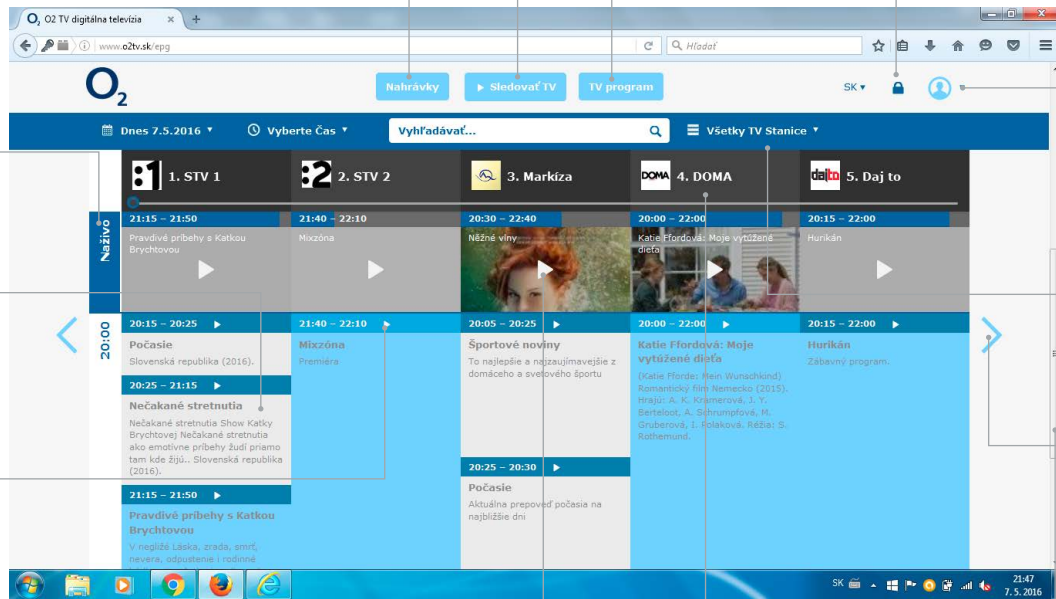 O2 TV digitálna televízia
www.o2tv.sk/epg
Hľadať
O2
Nahrávky
Sledovať TV
TV program
SK
Dnes 7.5.2016
Vyberte Čas
Vyhľadávať...
Všetky TV Stanice
:1 1. STV 1
:2 2. STV 2
3. Markíza
DOMA 4. DOMA
dajto 5. Daj to
Naživo
21:15 – 21:50
Pravdivé príbehy s Katkou
Brychtovou
21:40 – 22:10
Mixzóna
20:30 – 22:40
Něžné vlny
20:00 – 22:00
Katie Ffordová: Moje vytúžené
dieťa
20:15 – 22:00
Hurikán
20:00
20:15 – 20:25
Počasie
Slovenská republika (2016).
20:25 – 21:15
Nečakané stretnutia
Nečakané stretnutia Show Katky
Brychtovej Nečakané stretnutia
ako emotívne príbehy žudí priamo
tam kde žijú.. Slovenská republika
(2016).
21:15 – 21:50
Pravdivé príbehy s Katkou
Brychtovou
V negližé Láska, zrada, smrť,
nevera, odpustenie i rodinné
21:40 – 22:10
Mixzóna
Premiéra
20:05 – 20:25
Športové noviny
To najlepšie a najzaujímavejšie z
domáceho a svetového športu
20:25 – 20:30
Počasie
Aktuálna prepoveď počasia na
najbližšie dni
20:00 – 22:00
Katie Ffordová: Moje
vytúžené dieťa
(Katie Fforde: Mein Wunschkind)
Romantický film Nemecko (2015).
Hrajú: A. K. Kramerová, J. Y.
Berteloot, A. Schrumpfová, M.
Gruberová, I. Polaková. Réžia: S.
Rothemund.
20:15 – 22:00
Hurikán
Zábavný program.
SK
21:47
7. 5. 2016